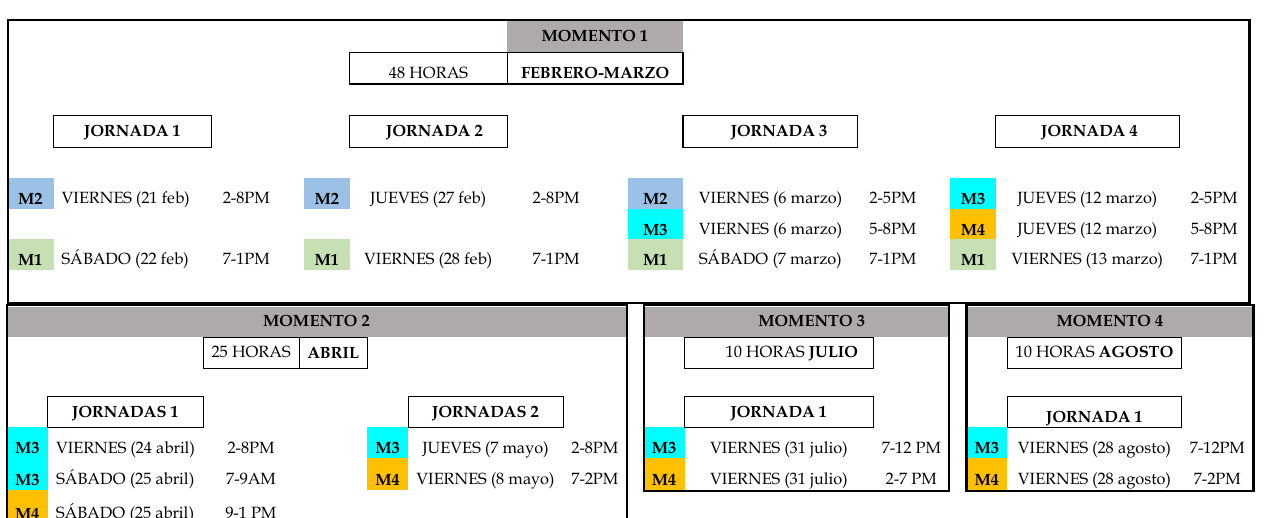 MOMENTO 1
48 HORAS FEBRERO-MARZO
JORNADA 1 JORNADA 2 JORNADA 3 JORNADA 4
M2 VIERNES (21 feb) 2-8PM M2 JUEVES (27 feb) 2-8PM M2 VIERNES (6 marzo) 2-5PM M3 JUEVES (12 marzo) 2-5PM
M3 VIERNES (6 marzo) 5-8PM M4 JUEVES (12 marzo) 5-8PM
M1 SÁBADO (22 feb) 7-1PM M1 VIERNES (28 feb) 7-1PM M1 SÁBADO (7 marzo) 7-1PM M1 VIERNES (13 marzo) 7-1PM
MOMENTO 2 MOMENTO 3 MOMENTO 4
25 HORAS ABRIL 10 HORAS JULIO 10 HORAS AGOSTO
JORNADAS 1 JORNADAS 2 JORNADA 1 JORNADA 1
M3 VIERNES (24 abril) 2-8PM M3 JUEVES (7 mayo) 2-8PM M3 VIERNES (31 julio) 7-12 PM M3 VIERNES (28 agosto) 7-12PM
M3 SÁBADO (25 abril) 7-9AM M4 VIERNES (8 mayo) 7-2PM M4 VIERNES (31 julio) 2-7 PM M4 VIERNES (28 agosto) 7-2PM
M4 SÁBADO (25 abril) 9-1 PM